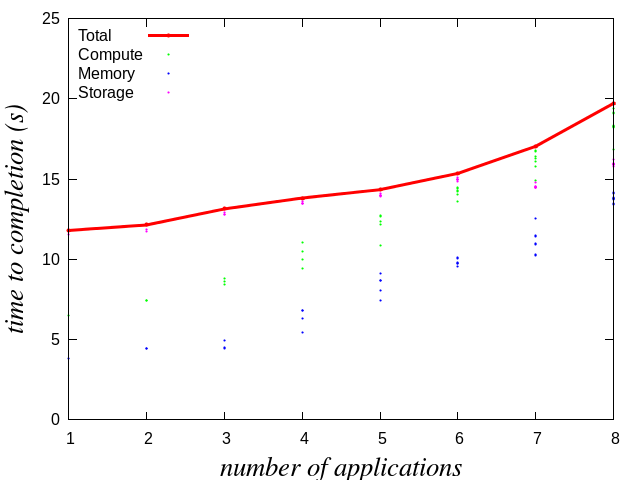 25
20
15
10
5
0
time to completion (s)
Total
Compute
Memory
Storage
1 2 3 4 5 6 7 8
number of applications